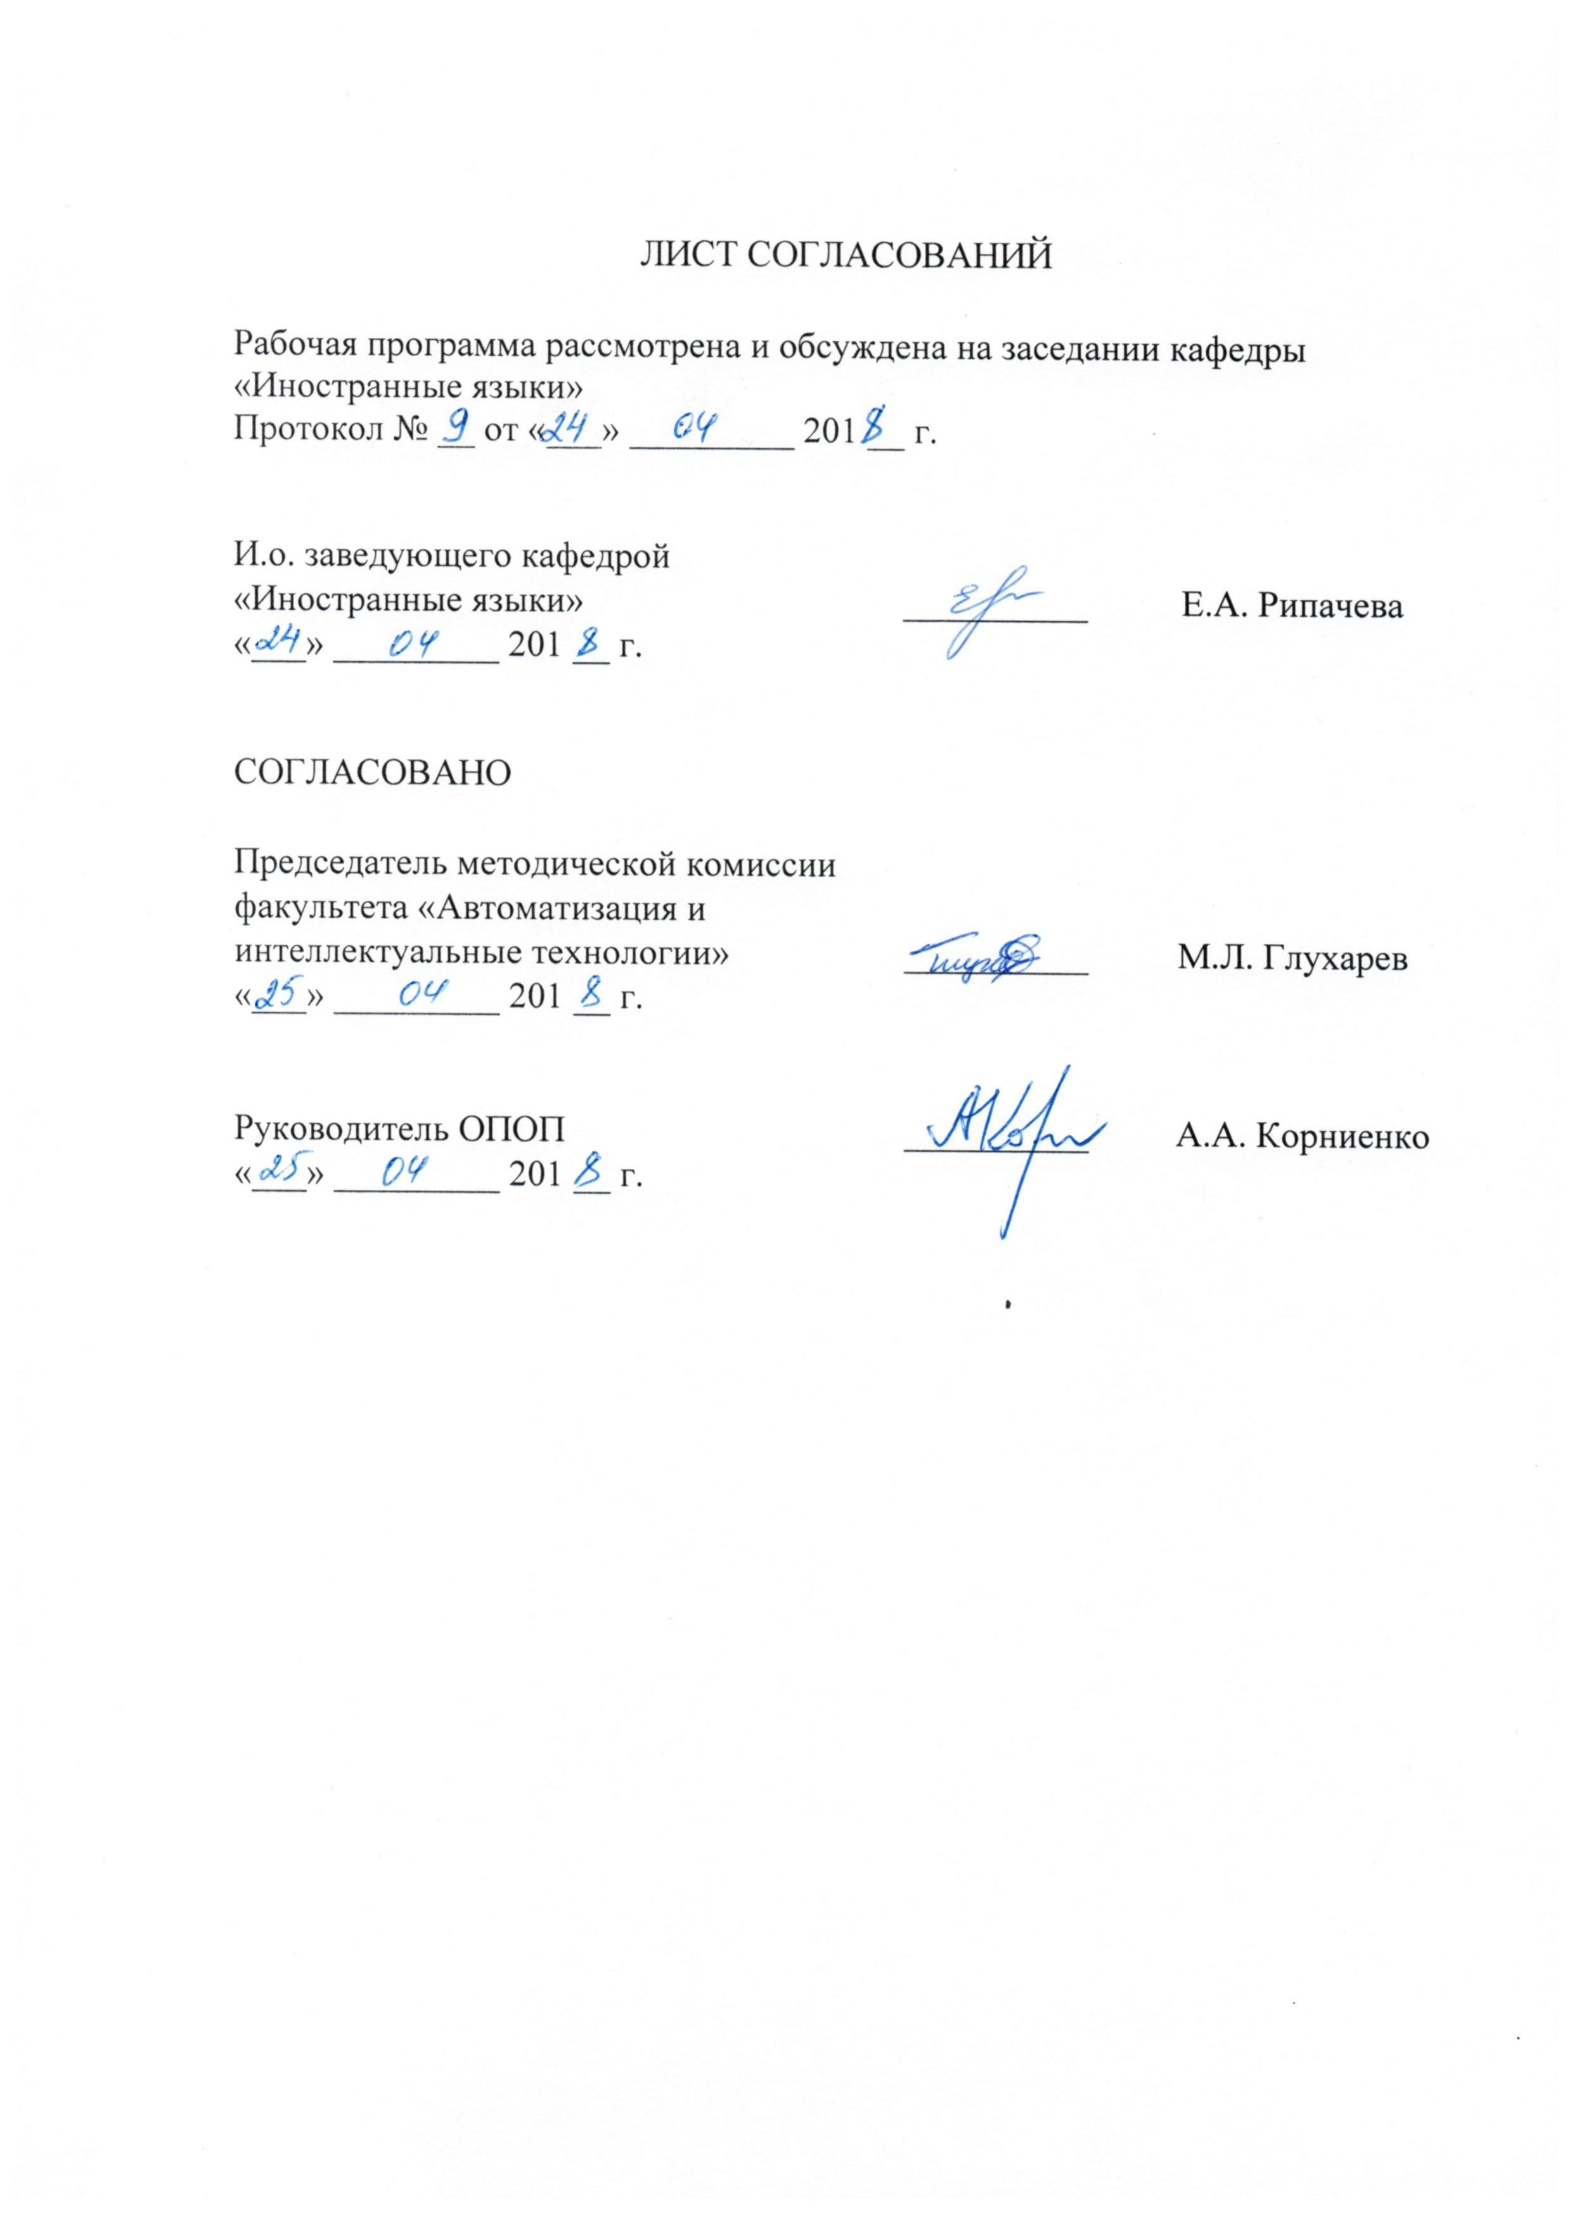 ЛИСТ СОГЛАСОВАНИЙ
Рабочая программа рассмотрена и обсуждена на заседании кафедры
«Иностранные языки»
Протокол № 9 от «24» 04 2018 г.
И.о. заведующего кафедрой
«Иностранные языки» Е.А. Рипачева
«24» 04 201 8 г.
СОГЛАСОВАНО
Председатель методической комиссии
факультета «Автоматизация и
интеллектуальные технологии» М.Л. Глухарев
«25» 04 201 8 г.
Руководитель ОПОП А.А. Корниенко
«25» 04 201 8 г.